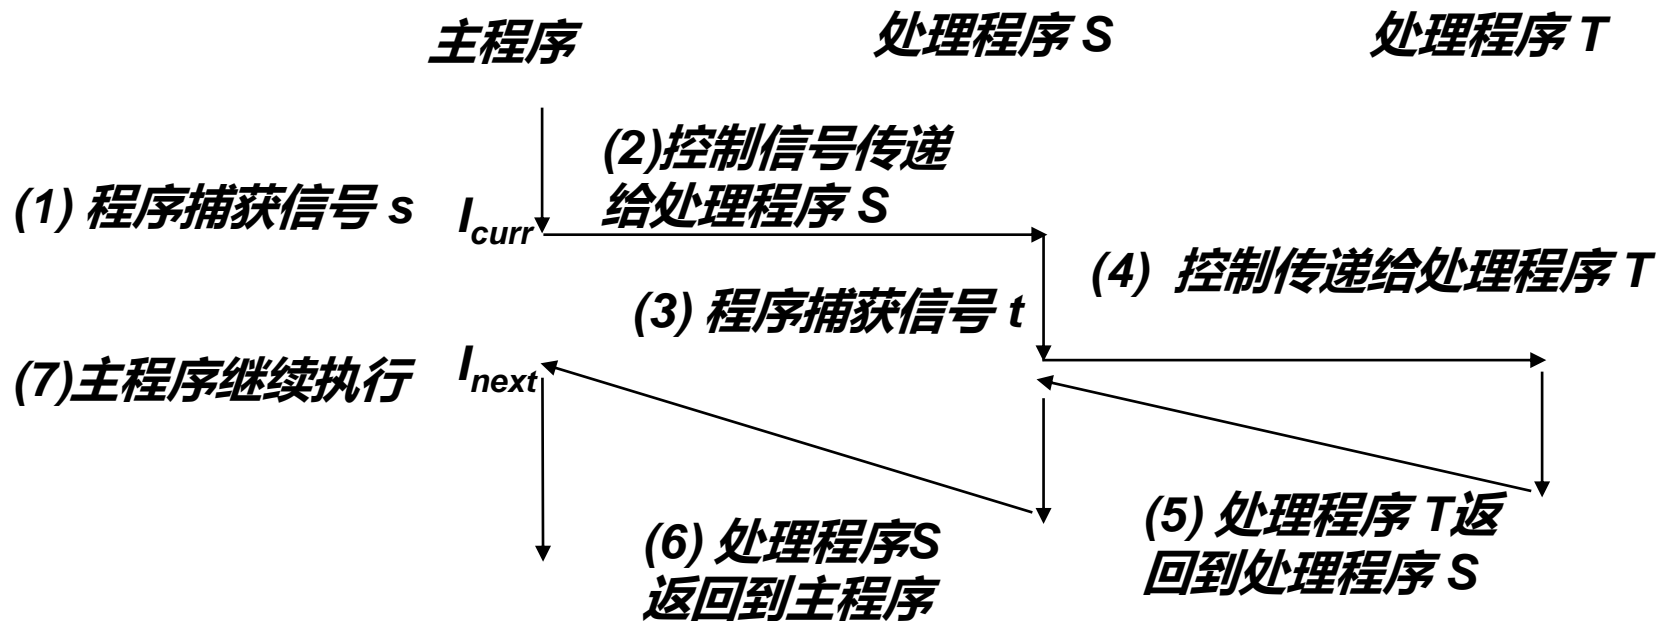 主程序
处理程序 S
处理程序 T
(2)控制信号传递
给处理程序 S
(1) 程序捕获信号 s
Icurr
(4) 控制传递给处理程序 T
(3) 程序捕获信号 t
(7)主程序继续执行
Inext
(5) 处理程序 T返
回到处理程序 S
(6) 处理程序S
返回到主程序